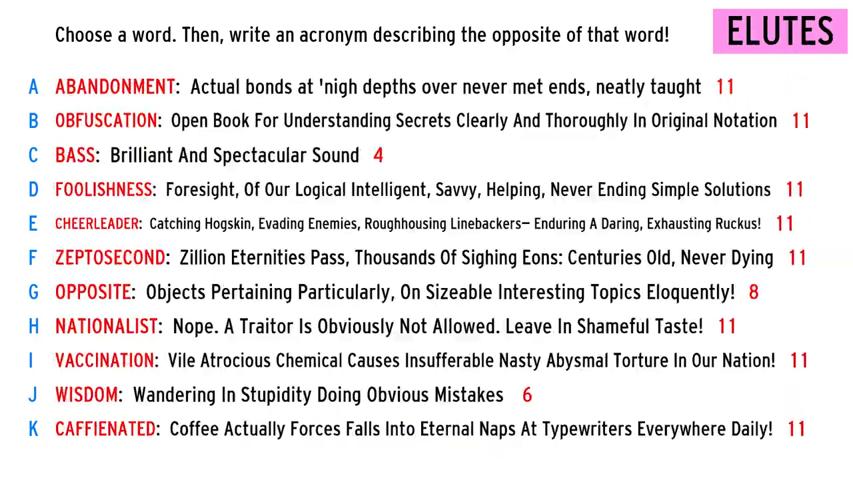 Choose a word. Then, write an acronym describing the opposite of that word!
ELUTES
A ABANDONMENT: Actual bonds at 'nigh depths over never met ends, neatly taught 11
B OBFUSCATION: Open Book For Understanding Secrets Clearly And Thoroughly In Original Notation 11
C BASS: Brilliant And Spectacular Sound 4
D FOOLISHNESS: Foresight, Of Our Logical Intelligent, Savvy, Helping, Never Ending Simple Solutions 11
E CHEERLEADER: Catching Hogskin, Evading Enemies, Roughhousing Linebackers– Enduring A Daring, Exhausting Ruckus! 11
F ZEPTOSECOND: Zillion Eternities Pass, Thousands Of Sighing Eons: Centuries Old, Never Dying 11
G OPPOSITE: Objects Pertaining Particularly, On Sizeable Interesting Topics Eloquently! 8
H NATIONALIST: Nope. A Traitor Is Obviously Not Allowed. Leave In Shameful Taste! 11
I VACCINATION: Vile Atrocious Chemical Causes Insufferable Nasty Abysmal Torture In Our Nation! 11
J WISDOM: Wandering In Stupidity Doing Obvious Mistakes 6
K CAFFIENATED: Coffee Actually Forces Falls Into Eternal Naps At Typewriters Everywhere Daily! 11